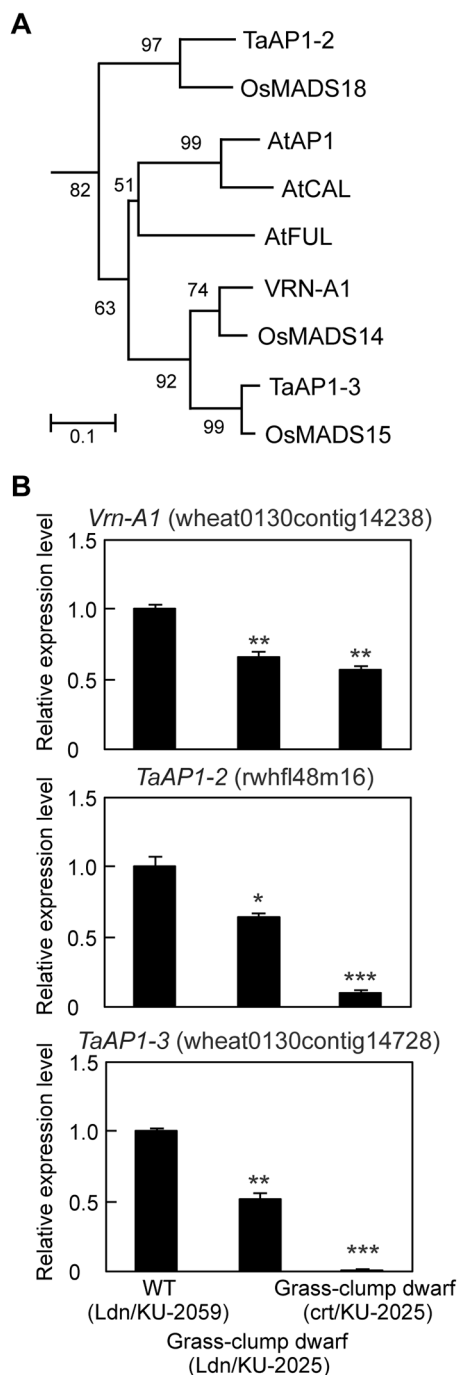 A
97
TaAP1-2
OsMADS18
99
AtAP1
82
51
AtCAL
AtFUL
63
74
VRN-A1
OsMADS14
92
TaAP1-3
99
OsMADS15
0.1
B
Vrn-A1 (wheat0130contig14238)
Relative expression level
1.5
1.0
0.5
0
**
**
TaAP1-2 (rwhfl48m16)
Relative expression level
1.5
1.0
0.5
0
*
***
TaAP1-3 (wheat0130contig14728)
Relative expression level
1.5
1.0
0.5
0
**
***
WT
(Ldn/KU-2059)
Grass-clump dwarf
(Ldn/KU-2025)
Grass-clump dwarf
(crt/KU-2025)